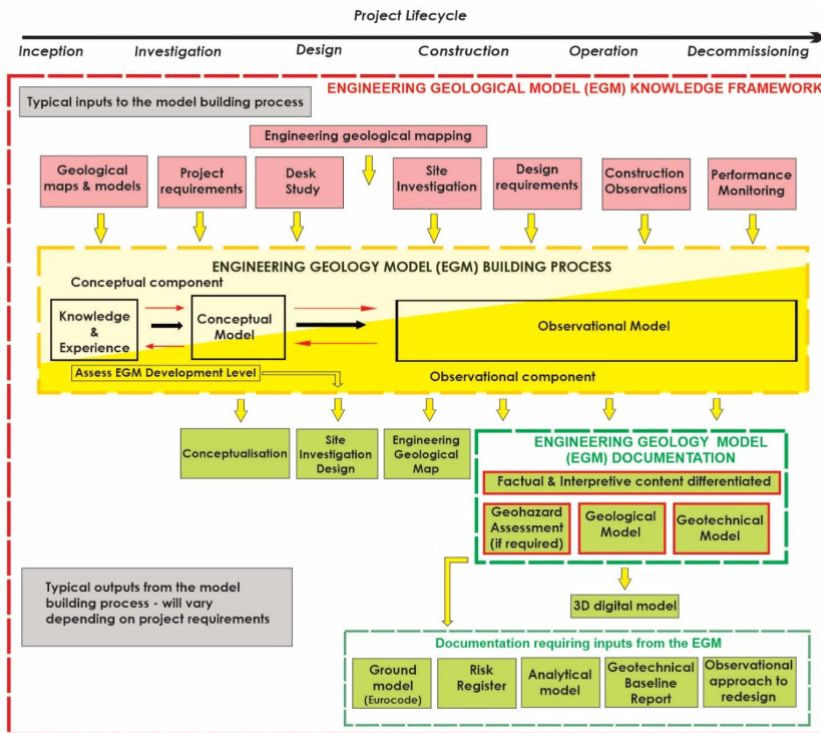 Project Lifecycle
Inception Investigation Design Construction Operation Decommissioning
ENGINEERING GEOLOGICAL MODEL (EGM) KNOWLEDGE FRAMEWORK
Typical inputs to the model building process
Engineering geological mapping
Geological
maps & models
Project
requirements
Desk
Study
Site
Investigation
Design
requirements
Construction
Observations
Performance
Monitoring
ENGINEERING GEOLOGY MODEL (EGM) BUILDING PROCESS
Conceptual component
Knowledge
&
Experience
Conceptual
Model
Observational Model
Assess EGM Development Level
Observational component
Conceptualisation
Site
Investigation
Design
Engineering
Geological
Map
ENGINEERING GEOLOGY MODEL
(EGM) DOCUMENTATION
Factual & Interpretive content differentiated
Geohazard
Assessment
(if required)
Geological
Model
Geotechnical
Model
Typical outputs from the model
building process - will vary
depending on project requirements
3D digital model
Documentation requiring inputs from the EGM
Ground
model
(Eurocode)
Risk
Register
Analytical
model
Geotechnical
Baseline
Report
Observational
approach to
redesign